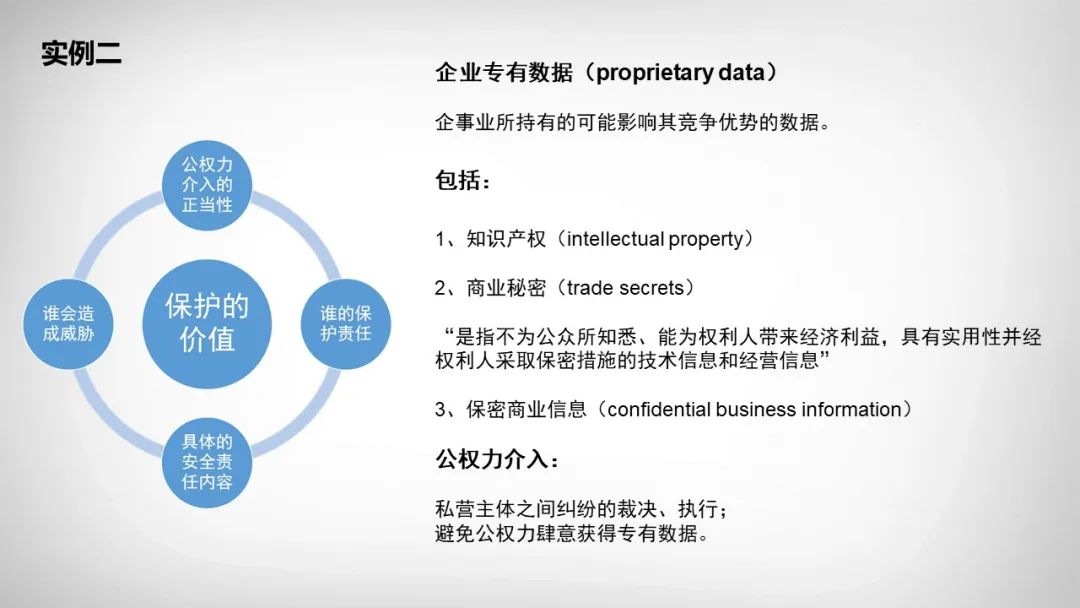 实例二
公权力
介入的
正当性
谁会造
成威胁
保护的
价值
谁的保
护责任
具体的
安全责
任内容
企业专有数据（proprietary data）
企事业所持有的可能影响其竞争优势的数据。
包括：
1、知识产权（intellectual property）
2、商业秘密（trade secrets）
“是指不为公众所知悉、能为权利人带来经济利益，具有实用性并经
权利人采取保密措施的技术信息和经营信息”
3、保密商业信息（confidential business information）
公权力介入：
私营主体之间纠纷的裁决、执行；
避免公权力肆意获得专有数据。